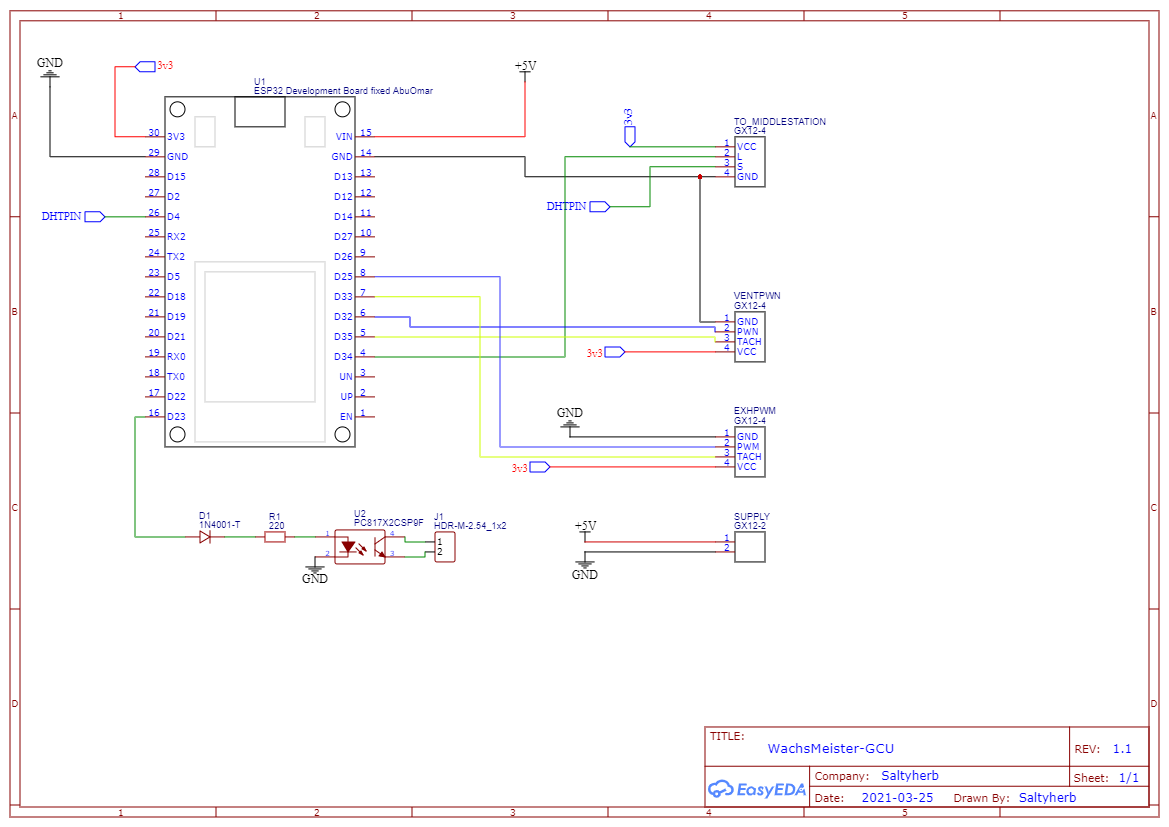 1 2 3 4 5
A A
B B
C C
D D
GND
3v3
+5V
U1
ESP32 Development Board fixed AbuOmar
30 3V3
29 GND
28 D15
27 D2
26 D4
25 RX2
24 TX2
23 D5
22 D18
21 D19
20 D21
19 RX0
18 TX0
17 D22
16 D23
VIN 15
GND 14
D13 13
D12 12
D14 11
D27 10
D26 9
D25 8
D33 7
D32 6
D35 5
D34 4
UN 3
UP 2
EN 1
DHTPIN
3v3
DHTPIN
TO_MIDDLESTATION
GX12-4
1 VCC
2 L
3 S
4 GND
VENTPWN
GX12-4
1 GND
2 PWN
3 TACH
4 VCC
3v3
GND
EXHPWM
GX12-4
1 GND
2 PWM
3 TACH
4 VCC
3v3
D1
1N4001-T
R1
220
U2
PC817X2CSP9F
1 4
2 3
GND
J1
HDR-M-2.54_1x2
1
2
+5V
GND
SUPPLY
GX12-2
1
2
TITLE:
WachsMeister-GCU
REV: 1.1
EasyEDA
Company: Saltyherb
Sheet: 1/1
Date: 2021-03-25 Drawn By: Saltyherb
1 2 3 4 5